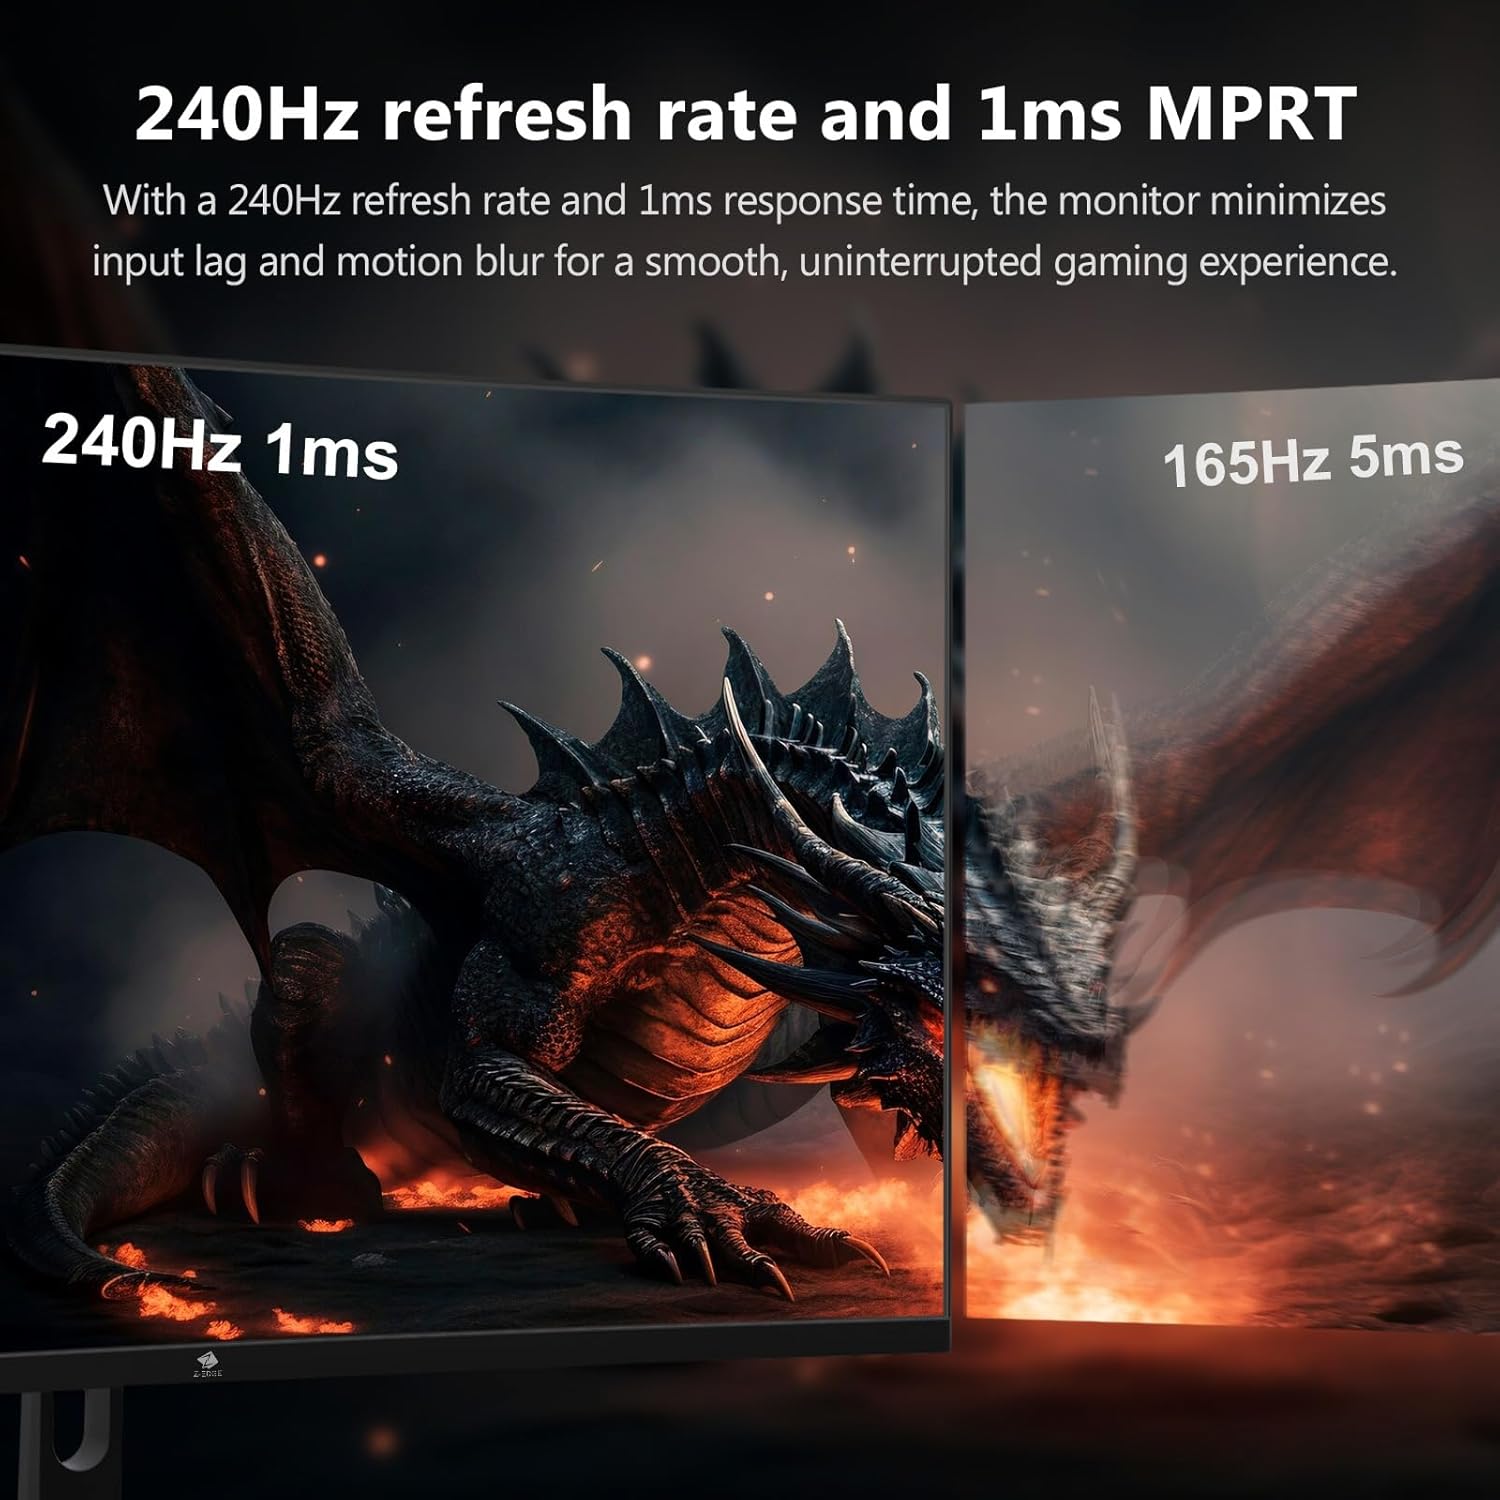 240Hz refresh rate and 1ms MPRT
With a 240Hz refresh rate and 1ms response time, the monitor minimizes
input lag and motion blur for a smooth, uninterrupted gaming experience.
240Hz 1ms
165Hz 5ms
Z-EDGE